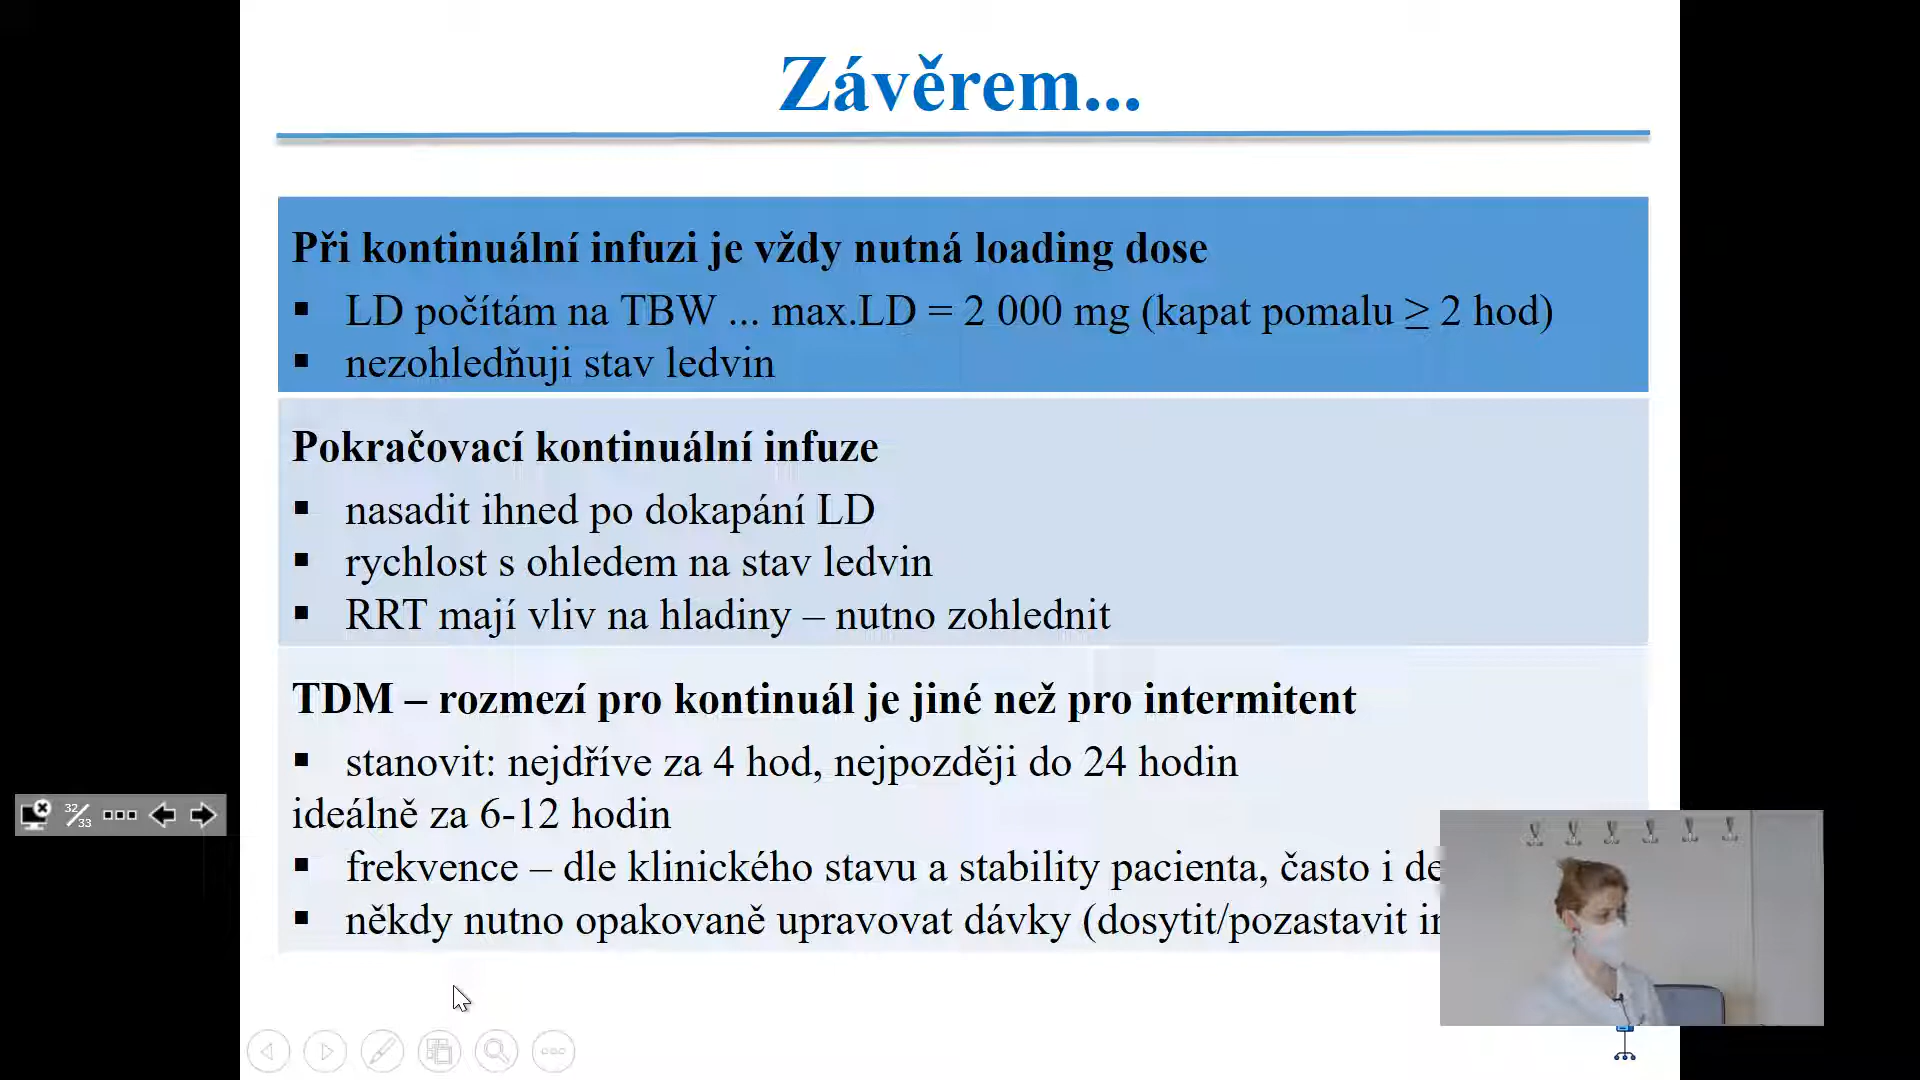 Závěrem...
Při kontinuální infuzi je vždy nutná loading dose
▪ LD počítám na TBW ... max.LD = 2 000 mg (kapat pomalu ≥ 2 hod)
▪ nezohledňuji stav ledvin
Pokračovací kontinuální infuze
▪ nasadit ihned po dokapání LD
▪ rychlost s ohledem na stav ledvin
▪ RRT mají vliv na hladiny – nutno zohlednit
TDM – rozmezí pro kontinuál je jiné než pro intermitent
▪ stanovit: nejdříve za 4 hod, nejpozději do 24 hodin
ideálně za 6-12 hodin
▪ frekvence – dle klinického stavu a stability pacienta, často i
▪ někdy nutno opakovaně upravovat dávky (dosytit/pozastavit
32/33